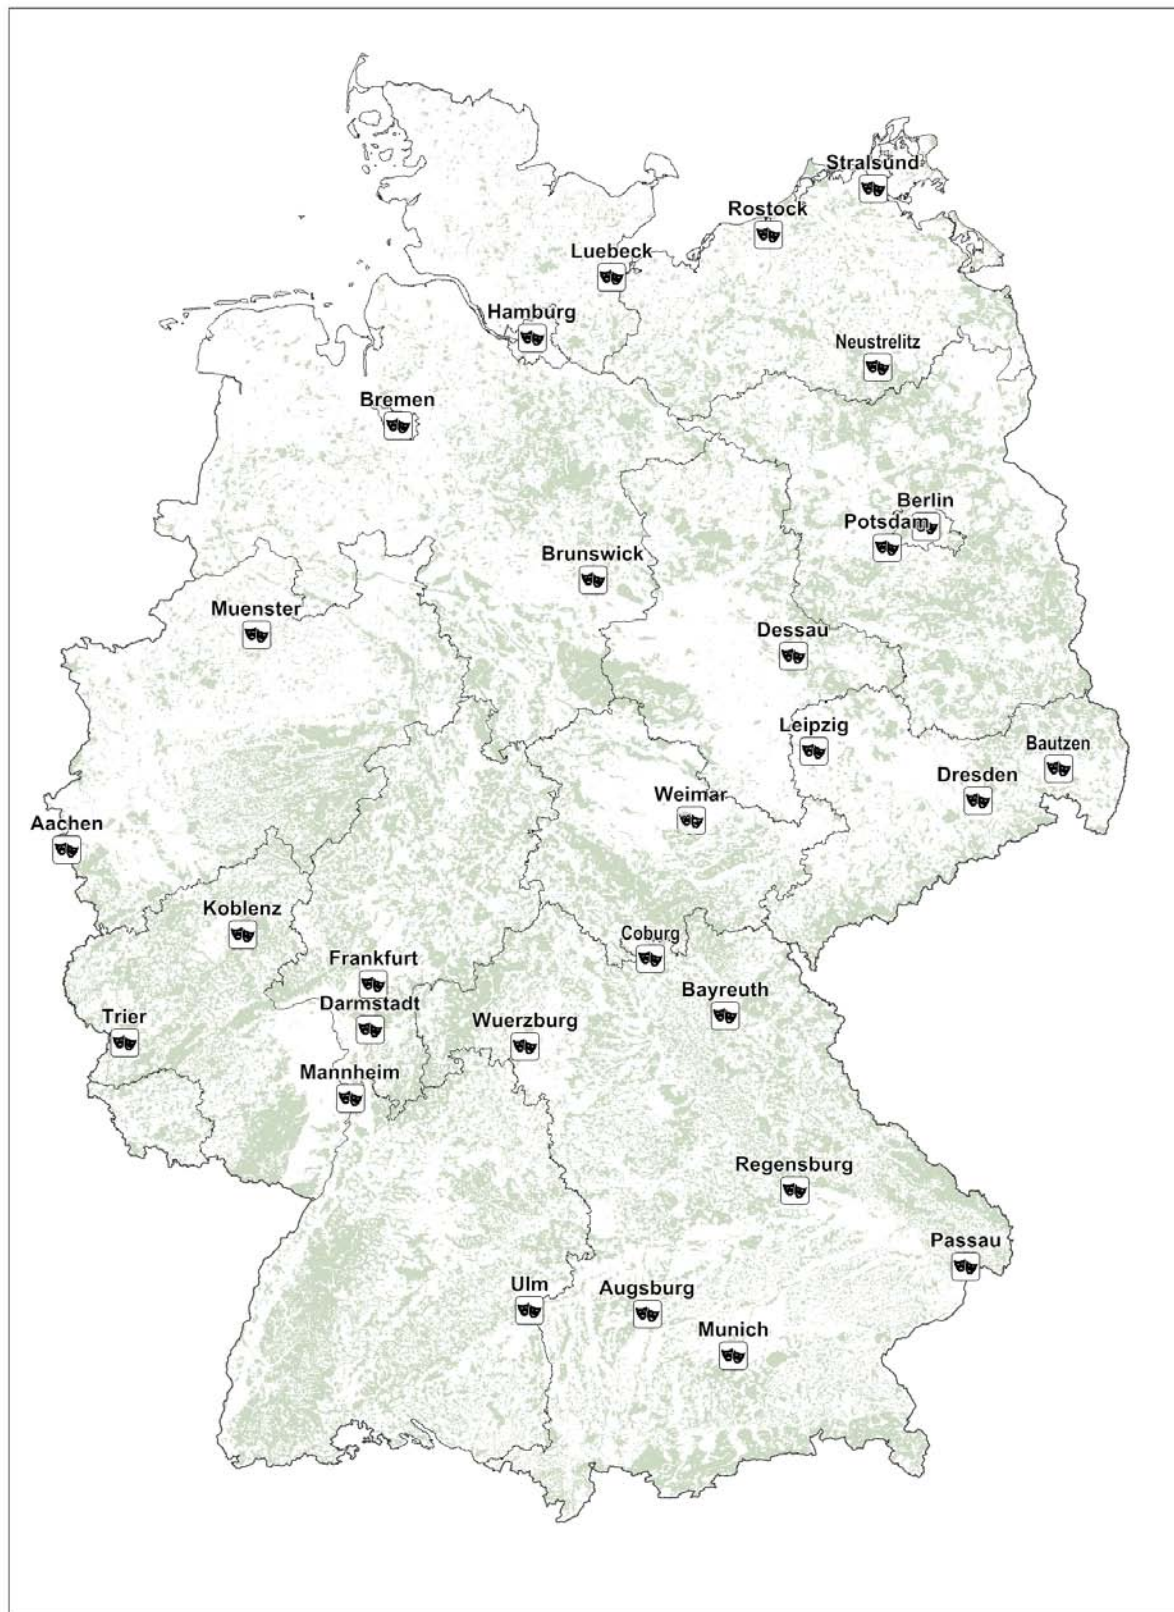 Stralsund
Rostock
Luebeck
Hamburg
Neustrelitz
Bremen
Berlin
Potsdam
Brunswick
Muenster
Dessau
Leipzig
Bautzen
Dresden
Weimar
Aachen
Koblenz
Coburg
Frankfurt
Bayreuth
Darmstadt
Trier
Wuerzburg
Mannheim
Regensburg
Passau
Ulm
Augsburg
Munich